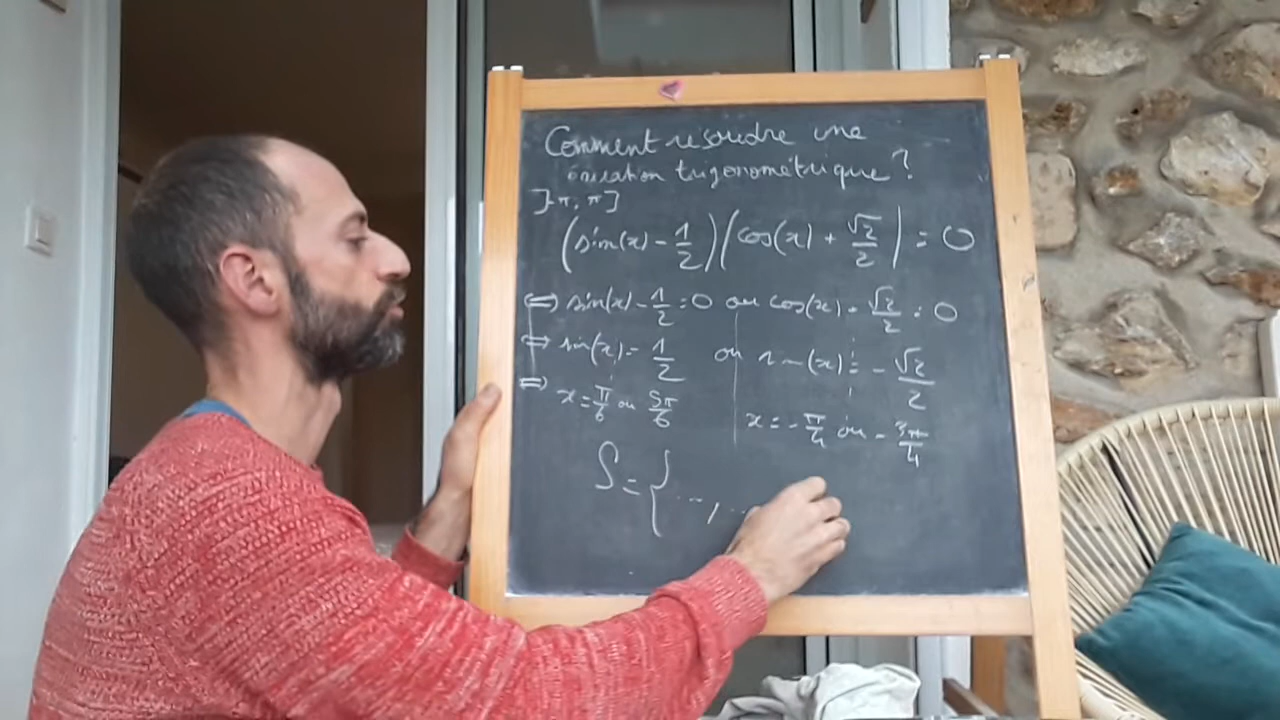 Comment résoudre une
équation trigonométrique ?
]-π, π]
(sin(x) - 1/2)(cos(x) + √2/2) = 0
⟺ sin(x) - 1/2 = 0 ou cos(x) + √2/2 = 0
⟺ sin(x) = 1/2 ou sin(x) = - √2/2
⟺ x = π/6 ou 5π/6 x = - π/4 ou - 3π/4
S = { ..., ...